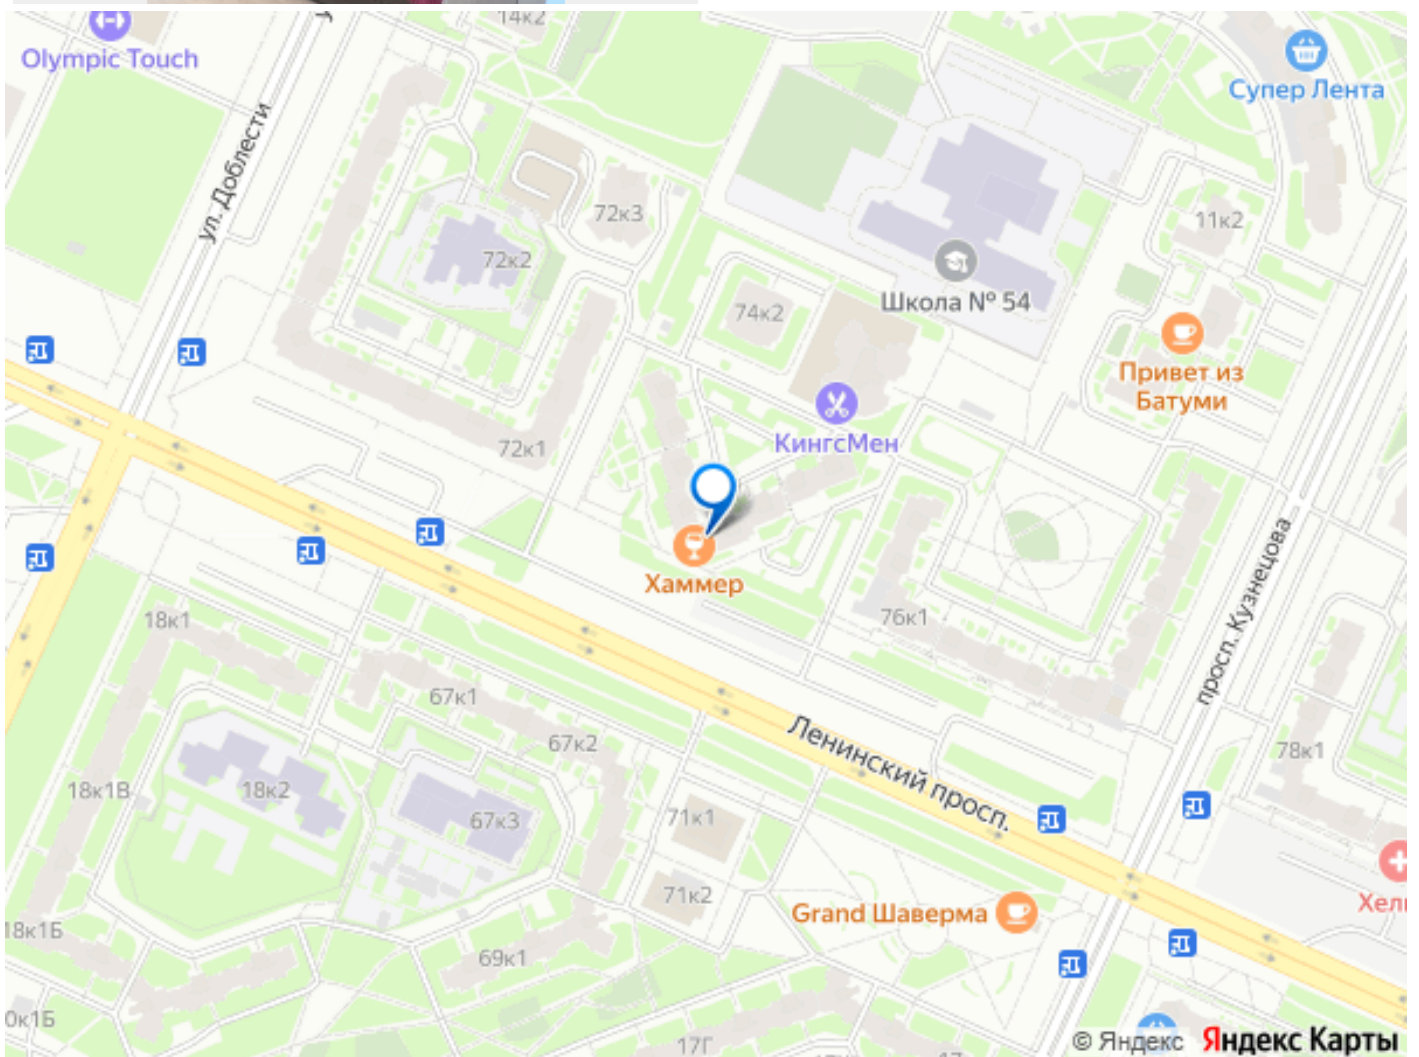 14к2
Olympic Touch
Супер Лента
ул. Доблести
72к3
11к2
72к2
Школа № 54
74к2
Привет из
Батуми
КингсМен
72к1
Хаммер
просп. Кузнецова
18к1
76к1
67к1
67к2
Ленинский просп.
78к1
18к1В
18к2
67к3
71к1
71к2
Grand Шаверма
18к1Б
69к1
17Г
© Яндекс Яндекс Карты